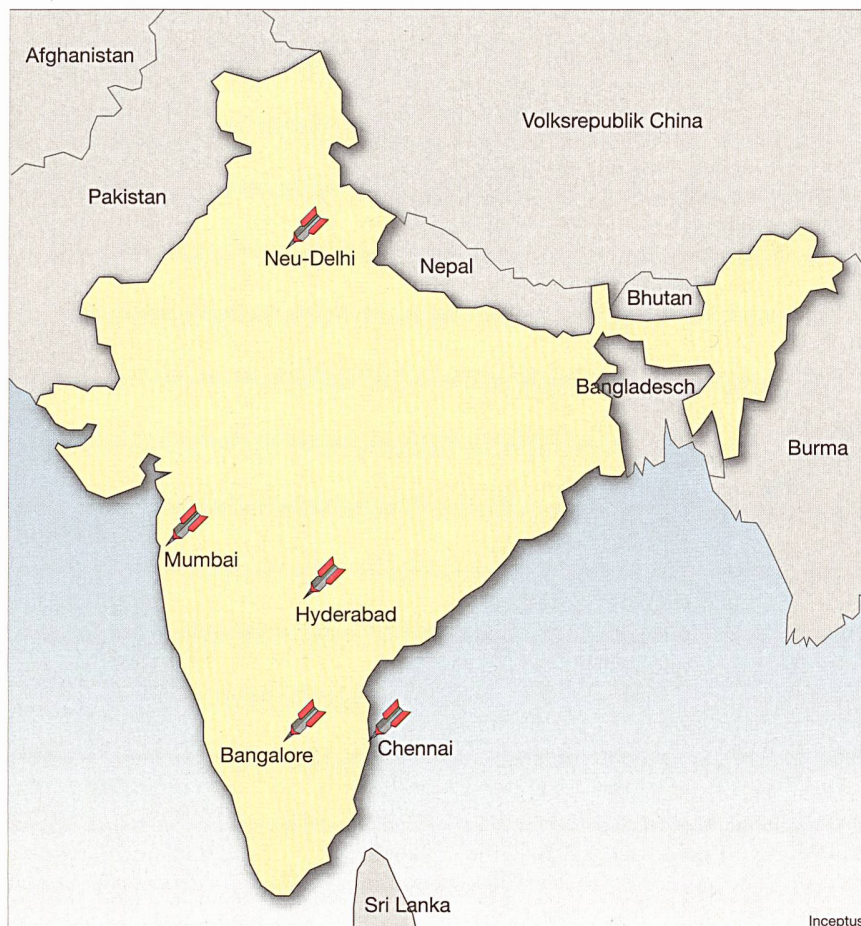 Afghanistan
Volksrepublik China
Pakistan
Neu-Delhi
Nepal
Bhutan
Bangladesch
Burma
Mumbai
Hyderabad
Bangalore
Chennai
Sri Lanka
Inceptus